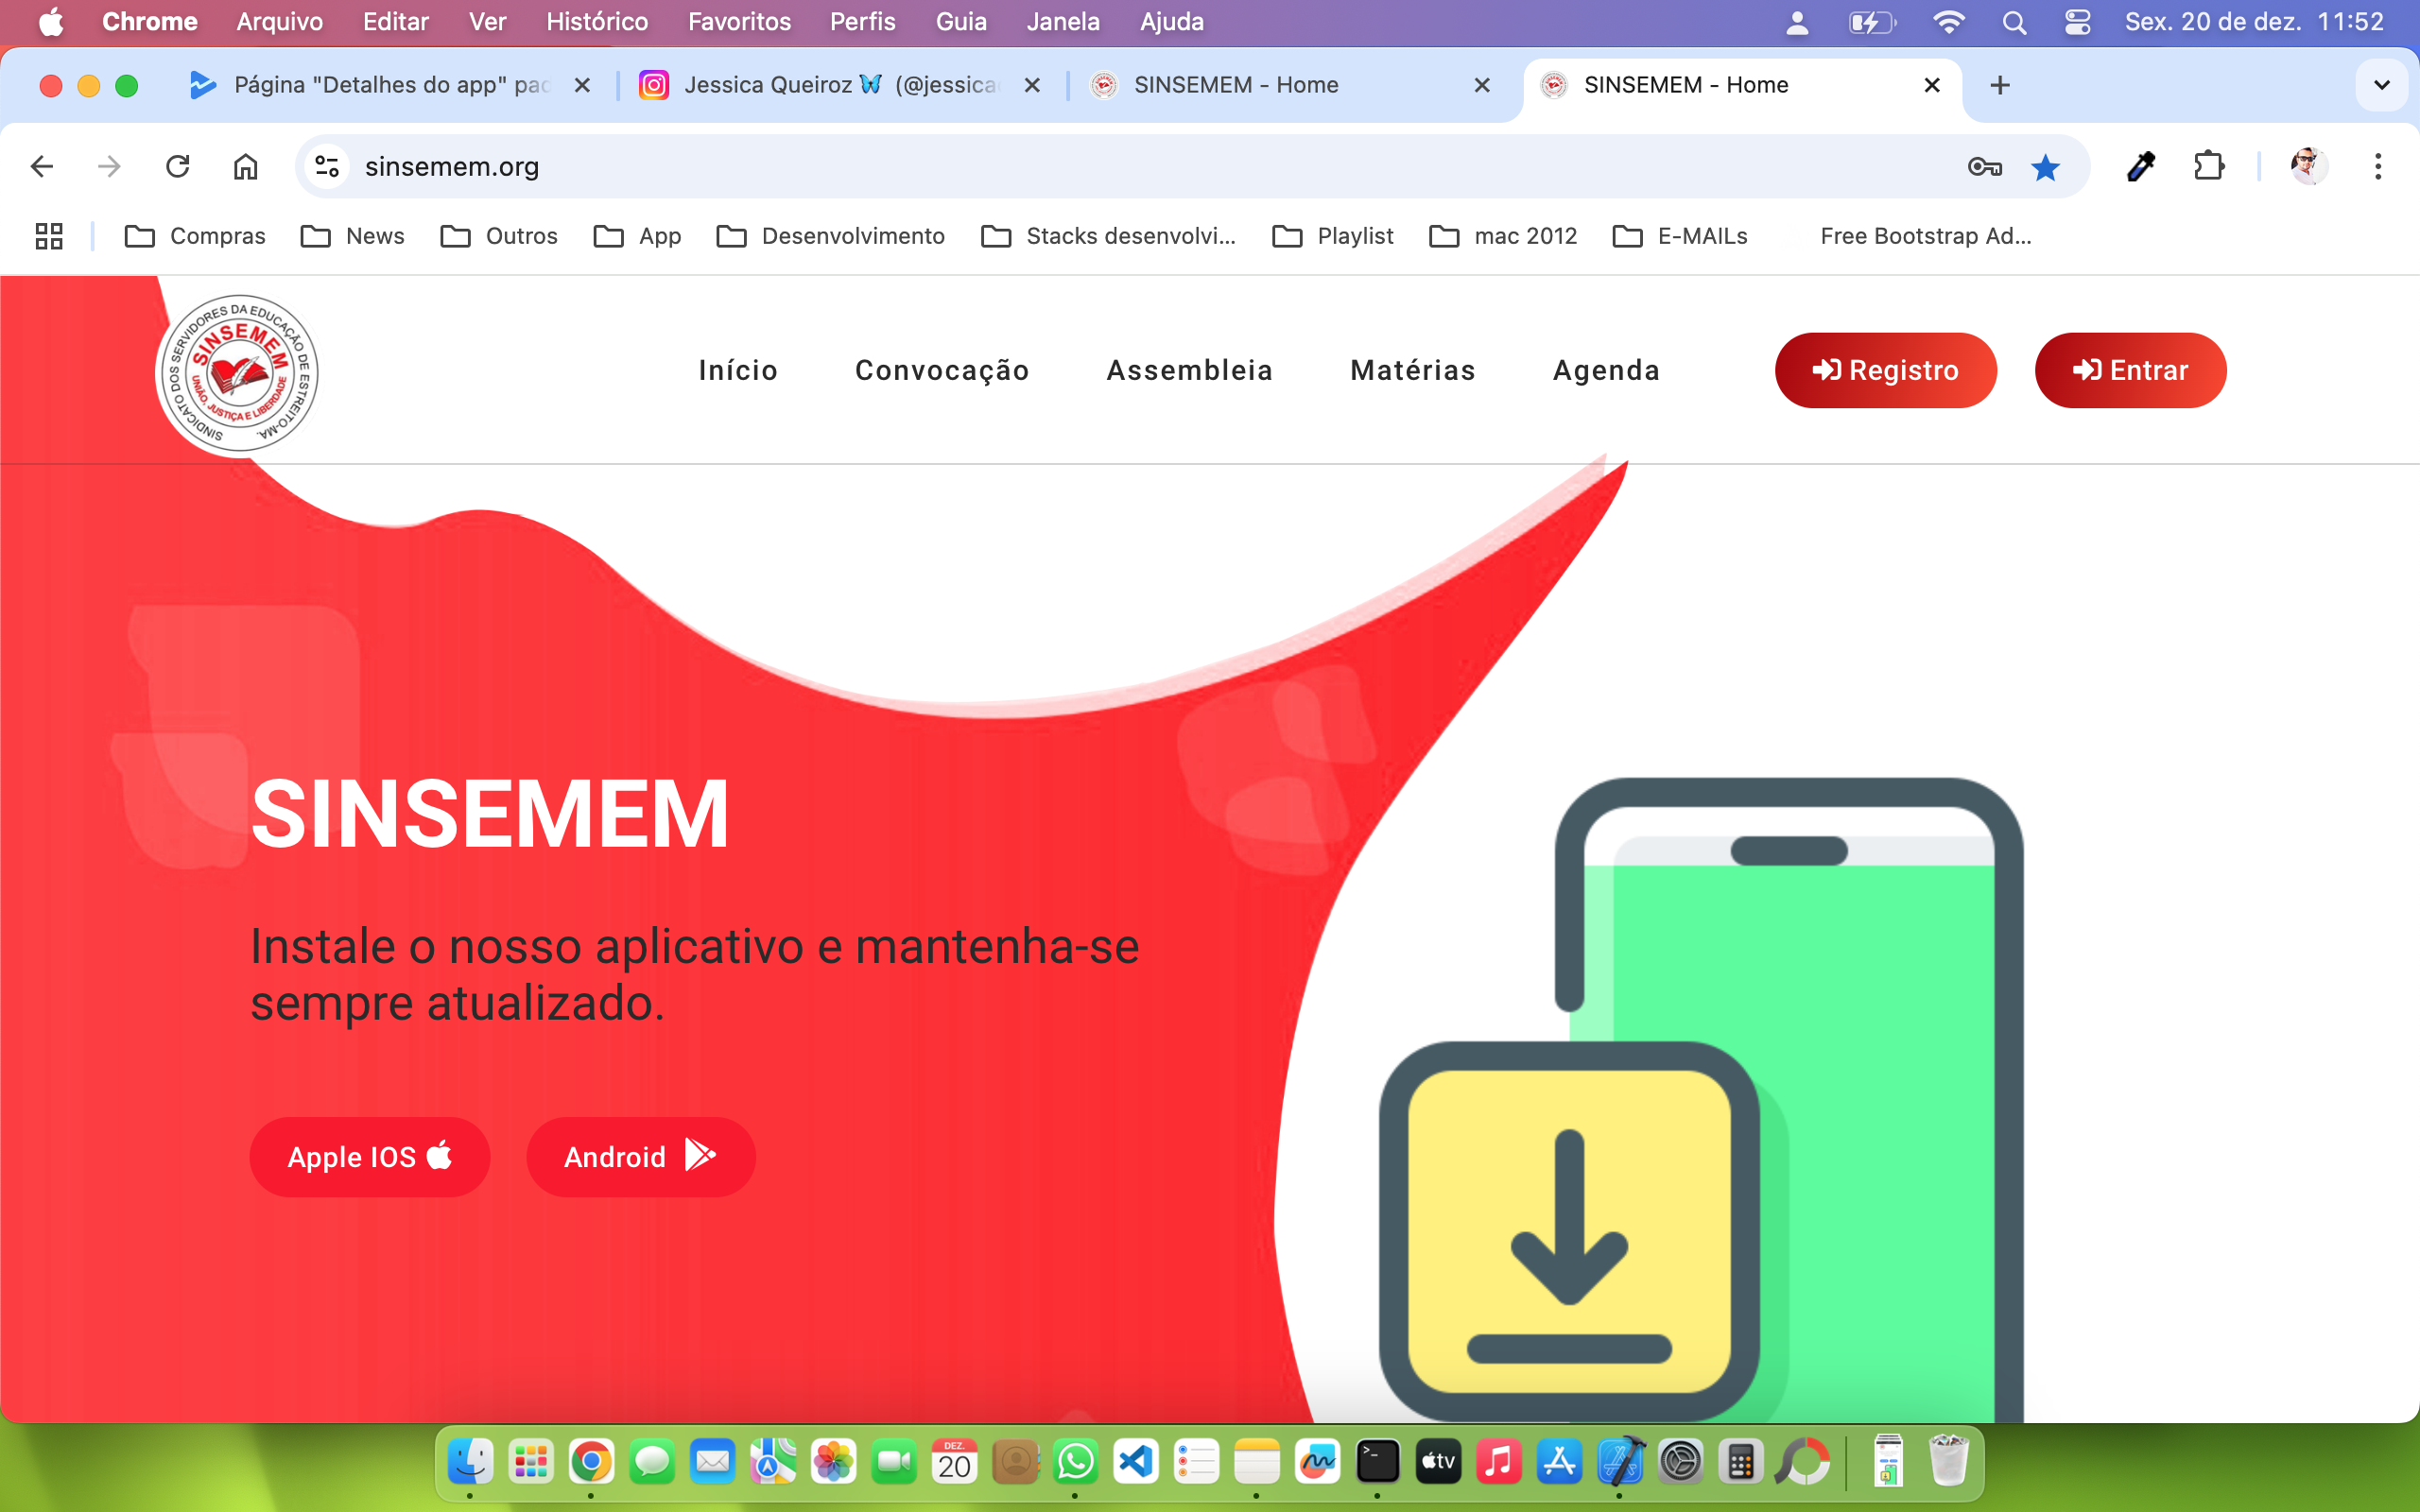 Chrome Arquivo Editar Ver Histórico Favoritos Perfis Guia Janela Ajuda Sex. 20 de dez. 11:52
Página "Detalhes do app" pad Jessica Queiroz (@jessica SINSEMEM - Home SINSEMEM - Home
sinsemem.org
Compras News Outros App Desenvolvimento Stacks desenvolvi... Playlist mac 2012 E-MAILs Free Bootstrap Ad...
SINDICATO DOS SERVIDORES DA EDUCAÇÃO DE ESTREITO-MA.
SINSEMEM
UNIÃO, JUSTIÇA E LIBERDADE
Início Convocação Assembleia Matérias Agenda Registro Entrar
SINSEMEM
Instale o nosso aplicativo e mantenha-se
sempre atualizado.
Apple IOS Android
DEZ.
20
tv